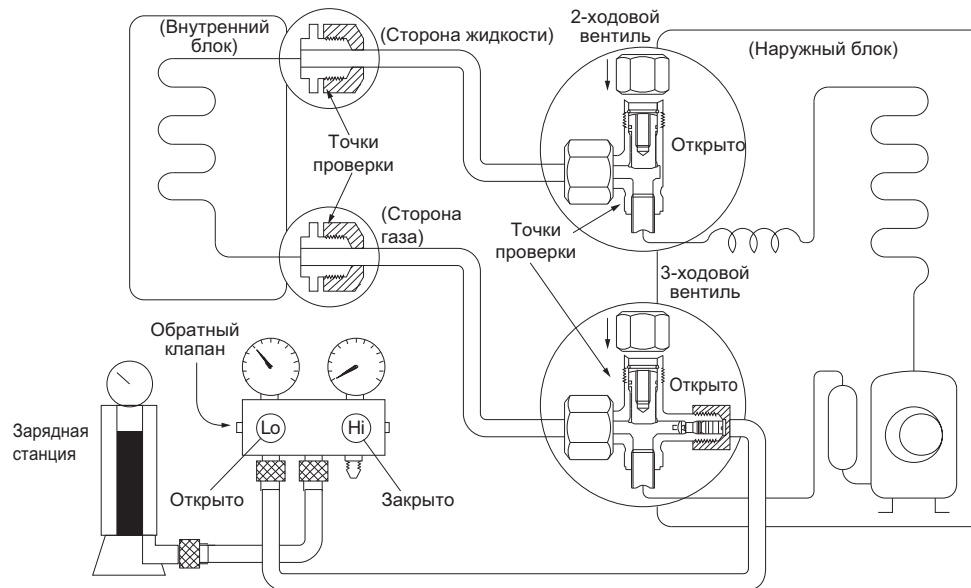 2-ходовой
вентиль
(Внутренний
блок)
(Сторона жидкости)
(Наружный блок)
Открыто
Точки
проверки
(Сторона
газа)
Точки
проверки
3-ходовой
вентиль
Обратный
клапан
Открыто
Зарядная
станция
Lo
Hi
Открыто
Закрыто